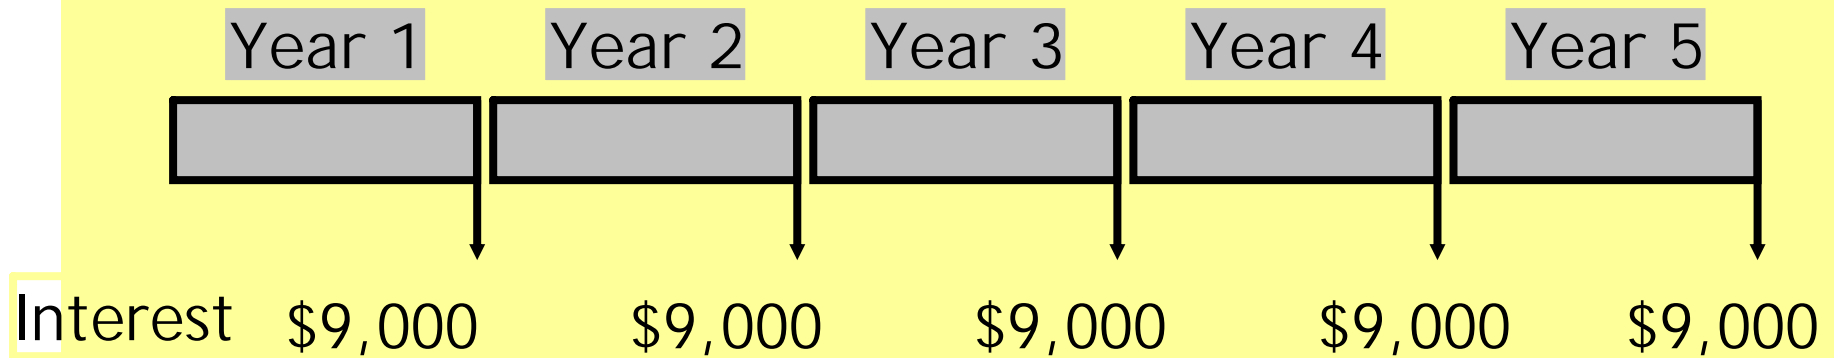 Year 1 Year 2 Year 3 Year 4 Year 5
Interest $9,000 $9,000 $9,000 $9,000 $9,000